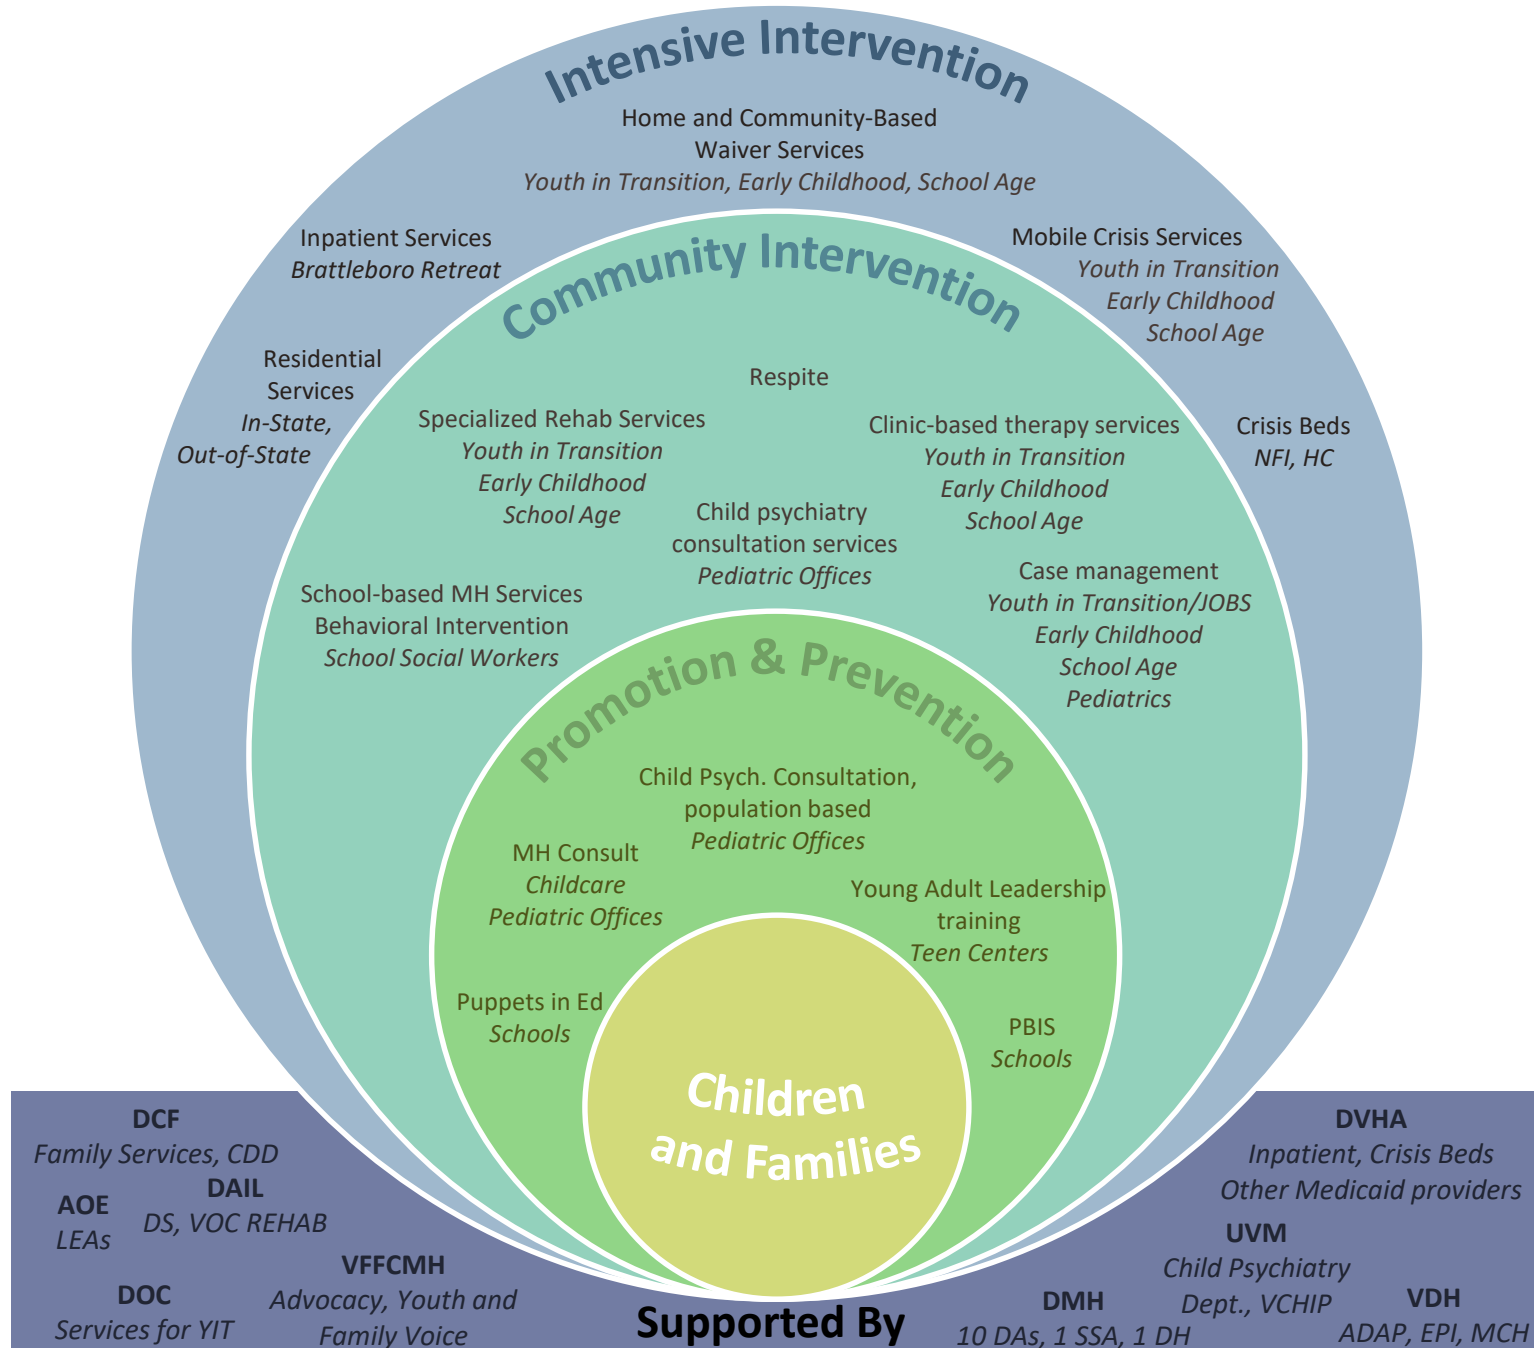 Intensive Intervention
Home and Community-Based
Waiver Services
Youth in Transition, Early Childhood, School Age
Inpatient Services
Brattleboro Retreat
Mobile Crisis Services
Youth in Transition
Early Childhood
School Age
Residential
Services
In-State,
Out-of-State
Crisis Beds
NFI, HC
Community Intervention
Respite
Specialized Rehab Services
Youth in Transition
Early Childhood
School Age
Clinic-based therapy services
Youth in Transition
Early Childhood
School Age
Child psychiatry
consultation services
Pediatric Offices
School-based MH Services
Behavioral Intervention
School Social Workers
Case management
Youth in Transition/JOBS
Early Childhood
School Age
Pediatrics
Promotion & Prevention
Child Psych. Consultation,
population based
Pediatric Offices
MH Consult
Childcare
Pediatric Offices
Young Adult Leadership
training
Teen Centers
Puppets in Ed
Schools
PBIS
Schools
Children
and Families
DCF
Family Services, CDD
DAIL
DS, VOC REHAB
AOE
LEAs
VFFCMH
Advocacy, Youth and
Family Voice
DOC
Services for YIT
Supported By
DVHA
Inpatient, Crisis Beds
Other Medicaid providers
UVM
Child Psychiatry
Dept., VCHIP
DMH
10 DAs, 1 SSA, 1 DH
VDH
ADAP, EPI, MCH